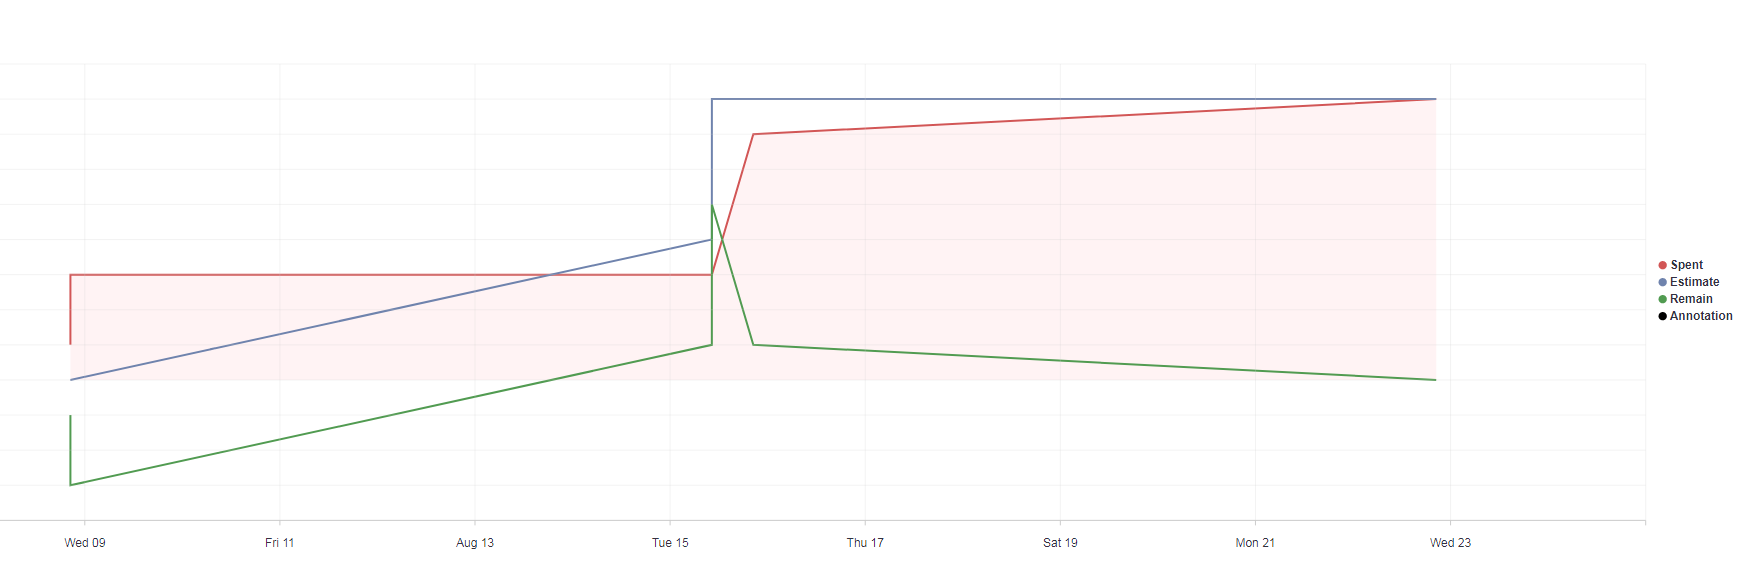 Spent
Estimate
Remain
Annotation
Wed 09 Fri 11 Aug 13 Tue 15 Thu 17 Sat 19 Mon 21 Wed 23